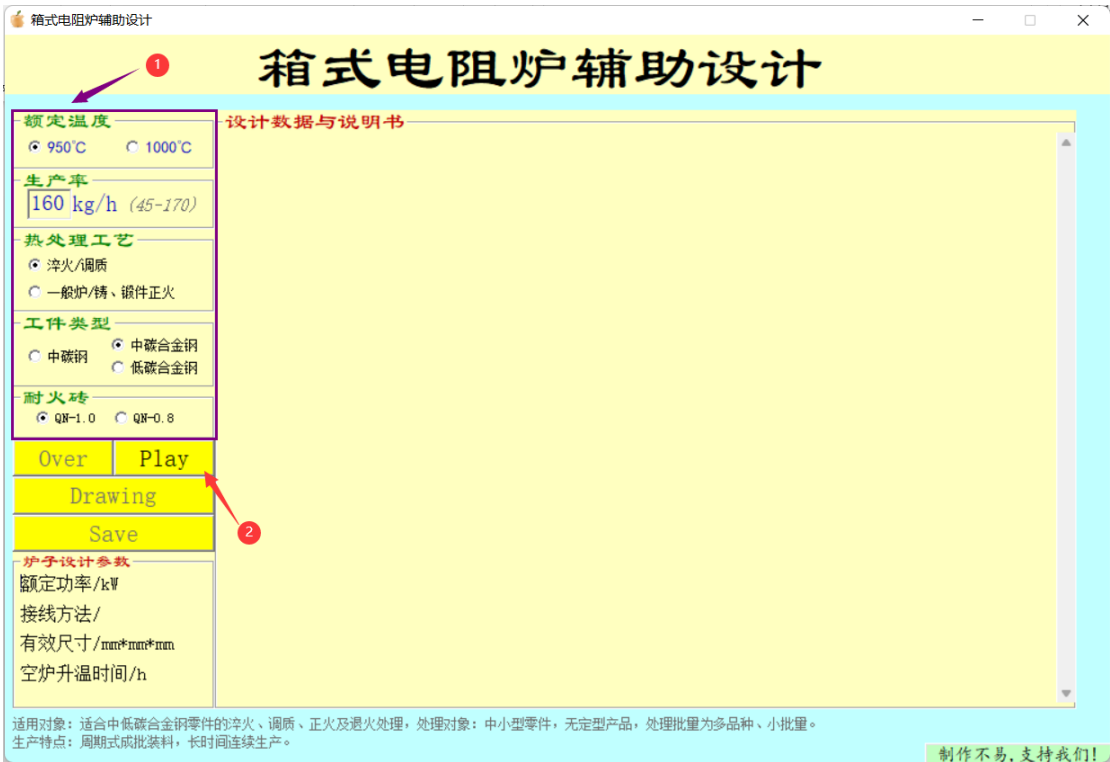 箱式电阻炉辅助设计
箱式电阻炉辅助设计
1
额定温度
950℃ 1000℃
生产率
160 kg/h (45-170)
热处理工艺
淬火/调质
一般炉/铸、锻件正火
工件类型
中碳钢 中碳合金钢
低碳合金钢
耐火砖
QN-1.0 QN-0.8
Over Play
Drawing
Save
2
炉子设计参数
额定功率/kW
接线方法/
有效尺寸/mm*mm*mm
空炉升温时间/h
设计数据与说明书
适用对象：适合中低碳合金钢零件的淬火、调质、正火及退火处理，处理对象：中小型零件，无定型产品，处理批量为多品种、小批量。
生产特点：周期式成批装料，长时间连续生产。
制作不易,支持我们!